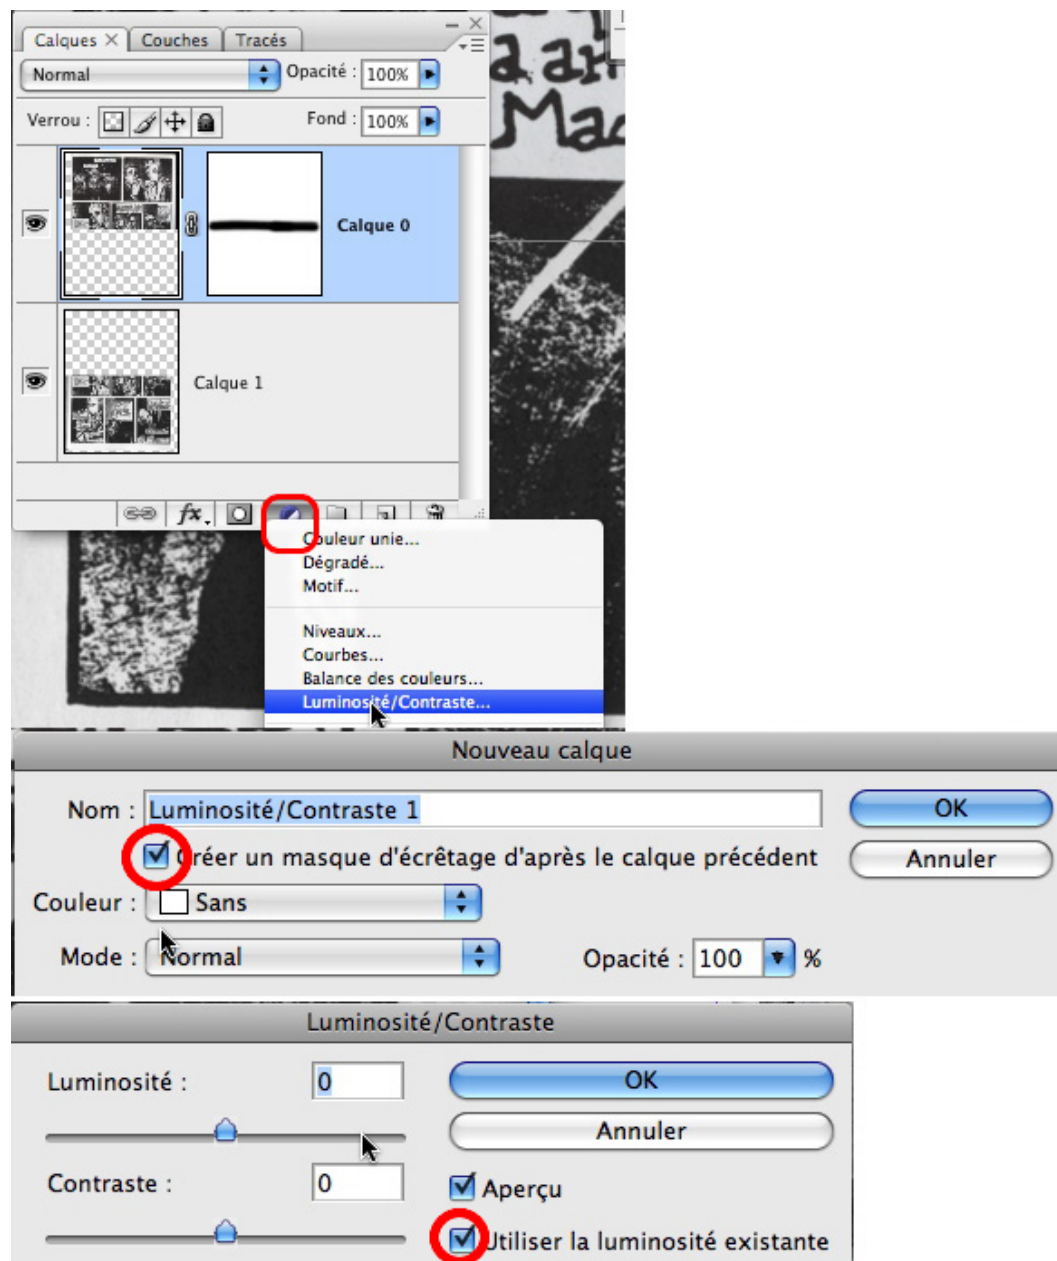 Calques Couches Tracés
Normal Opacité : 100%
Verrou : Fond : 100%
Calque 0
Calque 1
fx.
Couleur unie...
Dégradé...
Motif...
Niveaux...
Courbes...
Balance des couleurs...
Luminosité/Contraste...
Nouveau calque
Nom : Luminosité/Contraste 1 OK
Créer un masque d'écrêtage d'après le calque précédent Annuler
Couleur : Sans
Mode : Normal Opacité : 100 %
Luminosité/Contraste
Luminosité : 0 OK
Annuler
Contraste : 0 Aperçu
Utiliser la luminosité existante